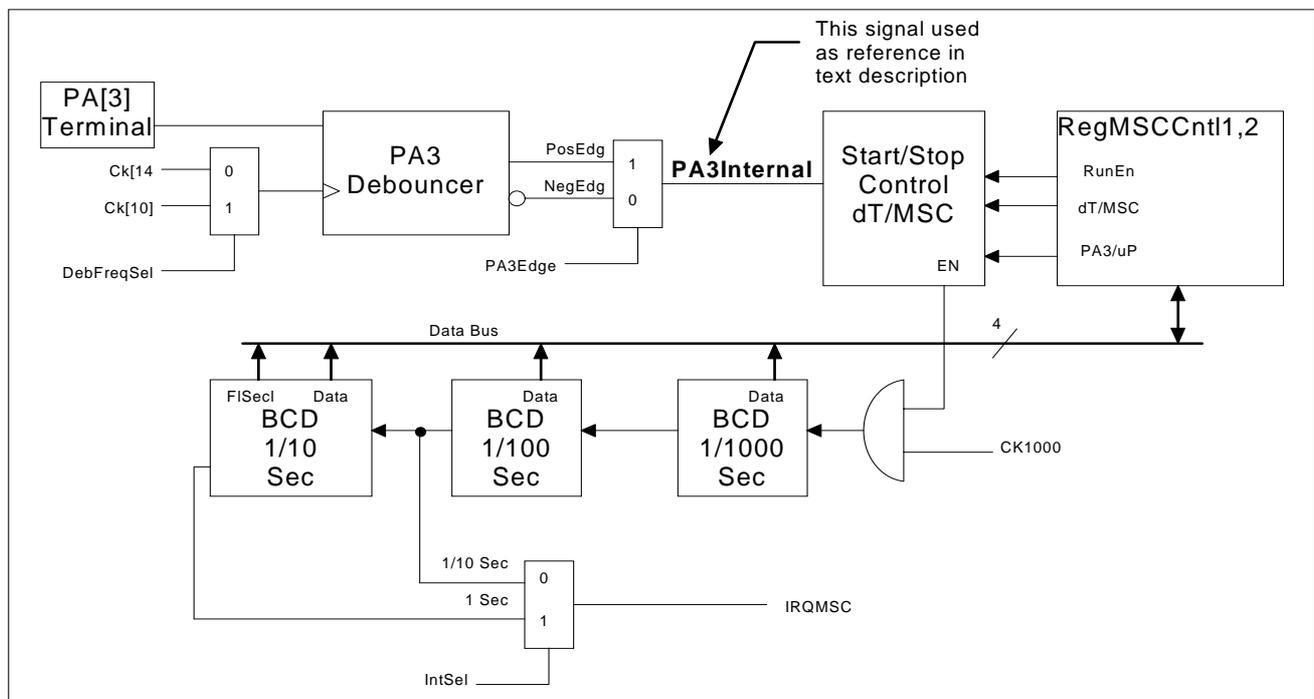 This signal used
as reference in
text description
PA[3]
Terminal
Ck[14
Ck[10]
0
1
DebFreqSel
PA3
Debouncer
PosEdg
NegEdg
1
0
PA3Edge
PA3Internal
Start/Stop
Control
dT/MSC
EN
RegMSCCntl1,2
RunEn
dT/MSC
PA3/uP
Data Bus
4
FlSecl
Data
BCD
1/10
Sec
Data
BCD
1/100
Sec
Data
BCD
1/1000
Sec
CK1000
1/10 Sec
1 Sec
0
1
IRQMSC
IntSel